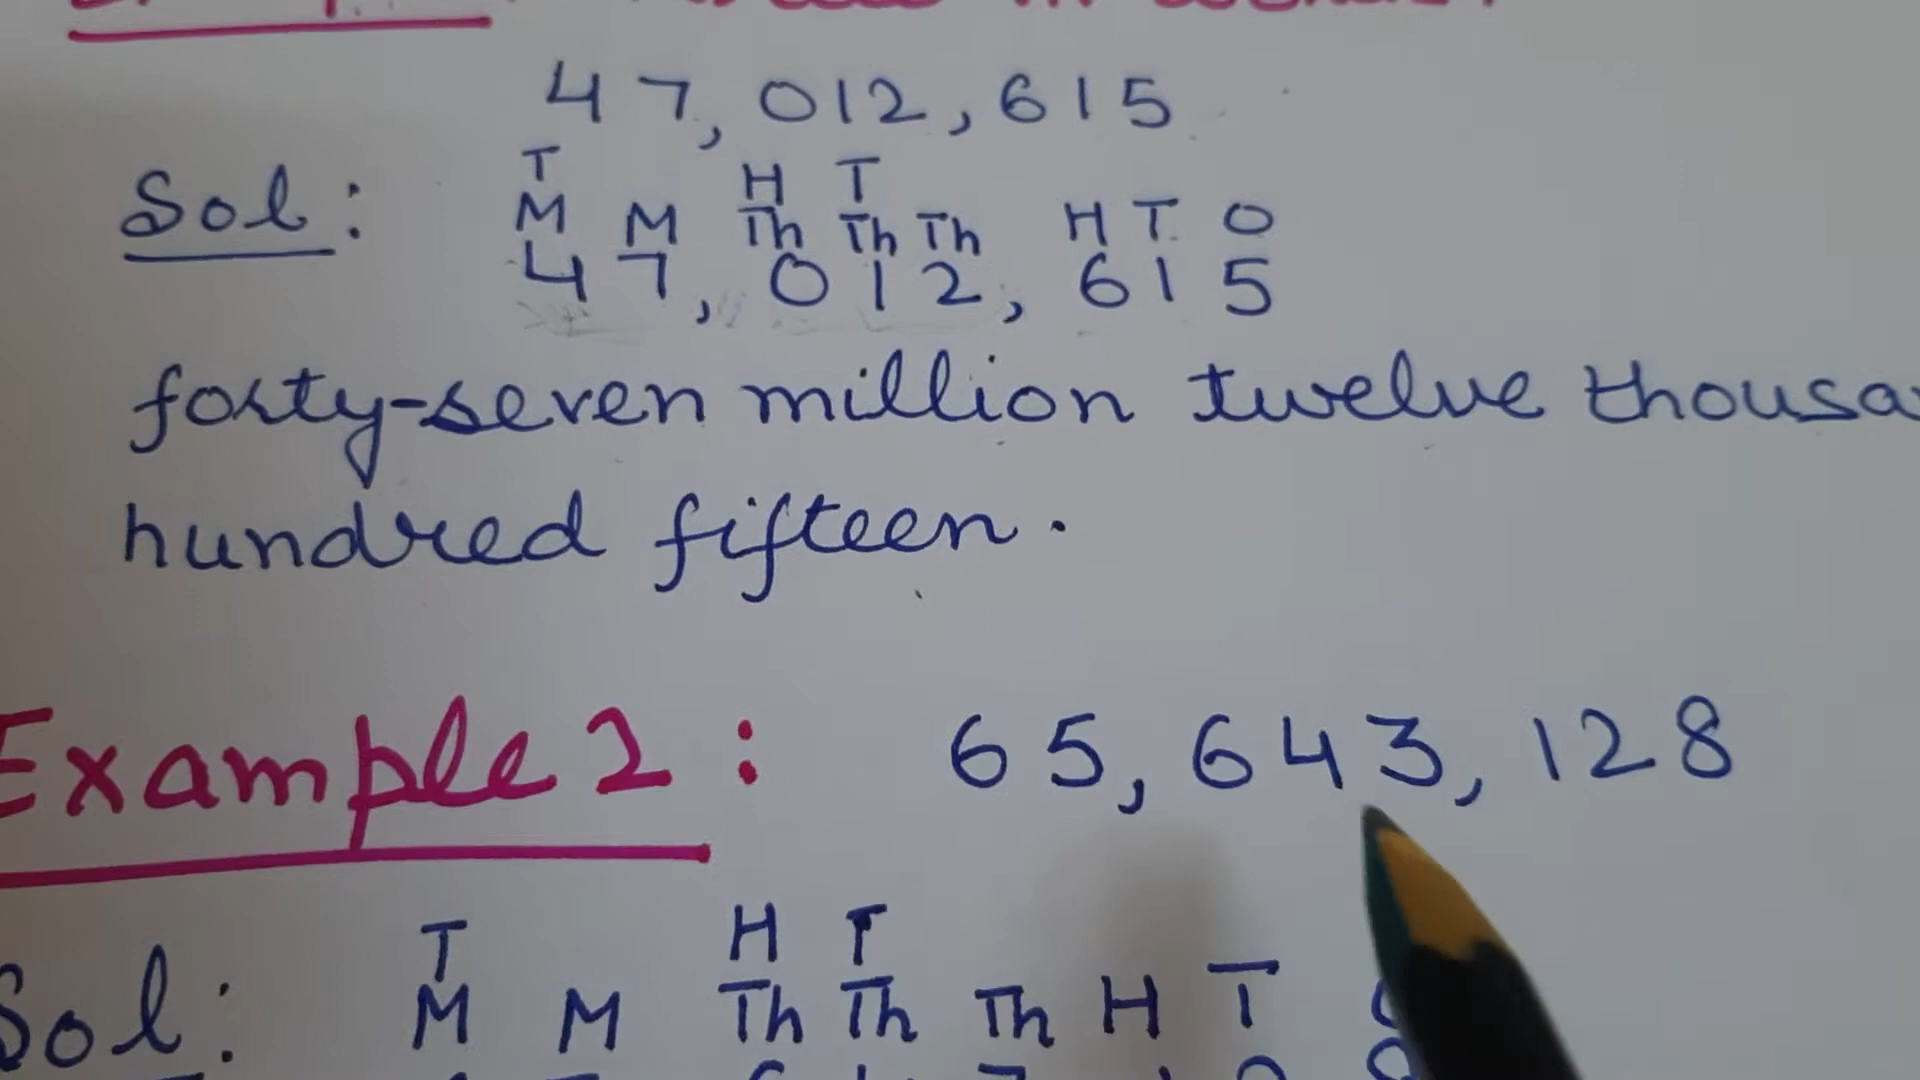 47,012,615
T H T
Sol: M M Th Th Th H T O
47,012,615
forty-seven million twelve
hundred fifteen.
Example 2: 65,643,128
T H T
Sol: M M Th Th Th H T